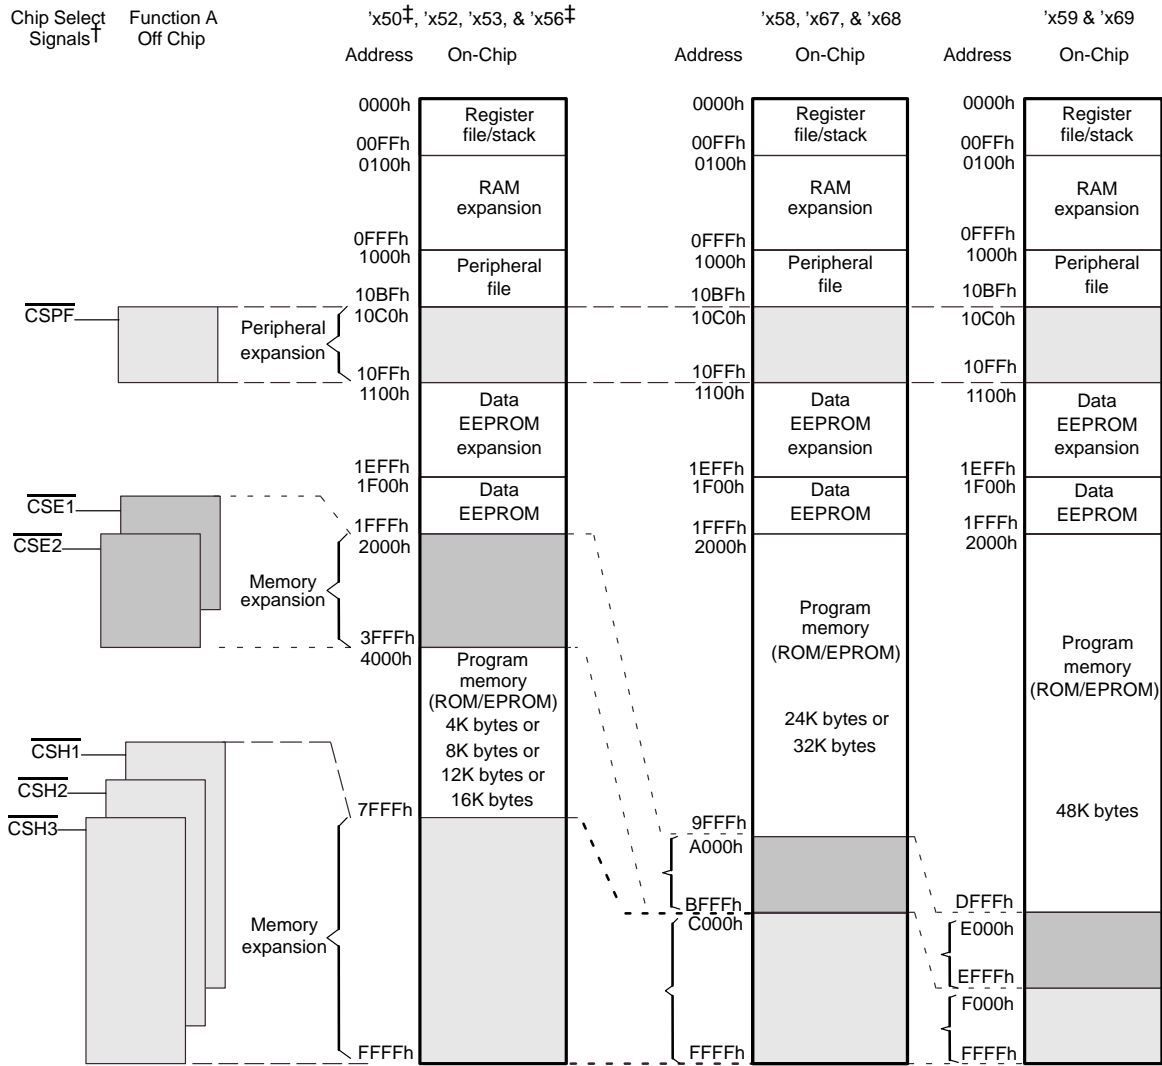 Chip Select
Signals†
Function A
Off Chip
'x50‡, 'x52, 'x53, & 'x56‡
Address
On-Chip
'x58, 'x67, & 'x68
Address
On-Chip
'x59 & 'x69
Address
On-Chip
CSPF
Peripheral
expansion
CSE1
CSE2
Memory
expansion
CSH1
CSH2
CSH3
Memory
expansion
0000h
00FFh
0100h
0FFFh
1000h
10BFh
10C0h
10FFh
1100h
1EFFh
1F00h
1FFFh
2000h
3FFFh
4000h
7FFFh
FFFFh
Register
file/stack
RAM
expansion
Peripheral
file
Data
EEPROM
expansion
Data
EEPROM
Program
memory
(ROM/EPROM)
4K bytes or
8K bytes or
12K bytes or
16K bytes
0000h
00FFh
0100h
0FFFh
1000h
10BFh
10C0h
10FFh
1100h
1EFFh
1F00h
1FFFh
2000h
9FFFh
A000h
BFFFh
C000h
FFFFh
Register
file/stack
RAM
expansion
Peripheral
file
Data
EEPROM
expansion
Data
EEPROM
Program
memory
(ROM/EPROM)
24K bytes or
32K bytes
0000h
00FFh
0100h
0FFFh
1000h
10BFh
10C0h
10FFh
1100h
1EFFh
1F00h
1FFFh
2000h
DFFFh
E000h
EFFFh
F000h
FFFFh
Register
file/stack
RAM
expansion
Peripheral
file
Data
EEPROM
expansion
Data
EEPROM
Program
memory
(ROM/EPROM)
48K bytes